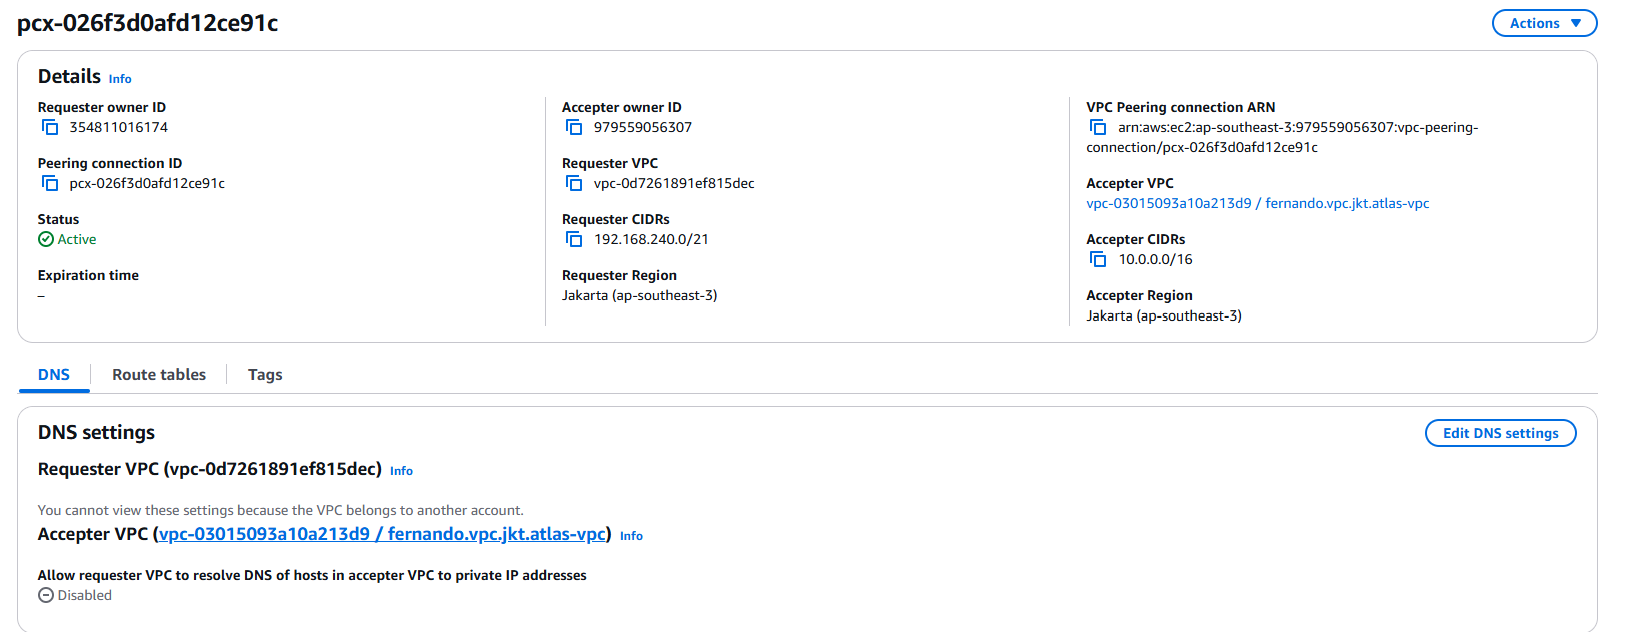 pcx-026f3d0afd12ce91c
Actions
Details Info
Requester owner ID
354811016174
Peering connection ID
pcx-026f3d0afd12ce91c
Status
Active
Expiration time
–
Accepter owner ID
979559056307
Requester VPC
vpc-0d7261891ef815dec
Requester CIDRs
192.168.240.0/21
Requester Region
Jakarta (ap-southeast-3)
VPC Peering connection ARN
arn:aws:ec2:ap-southeast-3:979559056307:vpc-peering-
connection/pcx-026f3d0afd12ce91c
Accepter VPC
vpc-03015093a10a213d9 / fernando.vpc.jkt.atlas-vpc
Accepter CIDRs
10.0.0.0/16
Accepter Region
Jakarta (ap-southeast-3)
DNS
Route tables
Tags
DNS settings
Edit DNS settings
Requester VPC (vpc-0d7261891ef815dec) Info
You cannot view these settings because the VPC belongs to another account.
Accepter VPC (vpc-03015093a10a213d9 / fernando.vpc.jkt.atlas-vpc) Info
Allow requester VPC to resolve DNS of hosts in accepter VPC to private IP addresses
Disabled